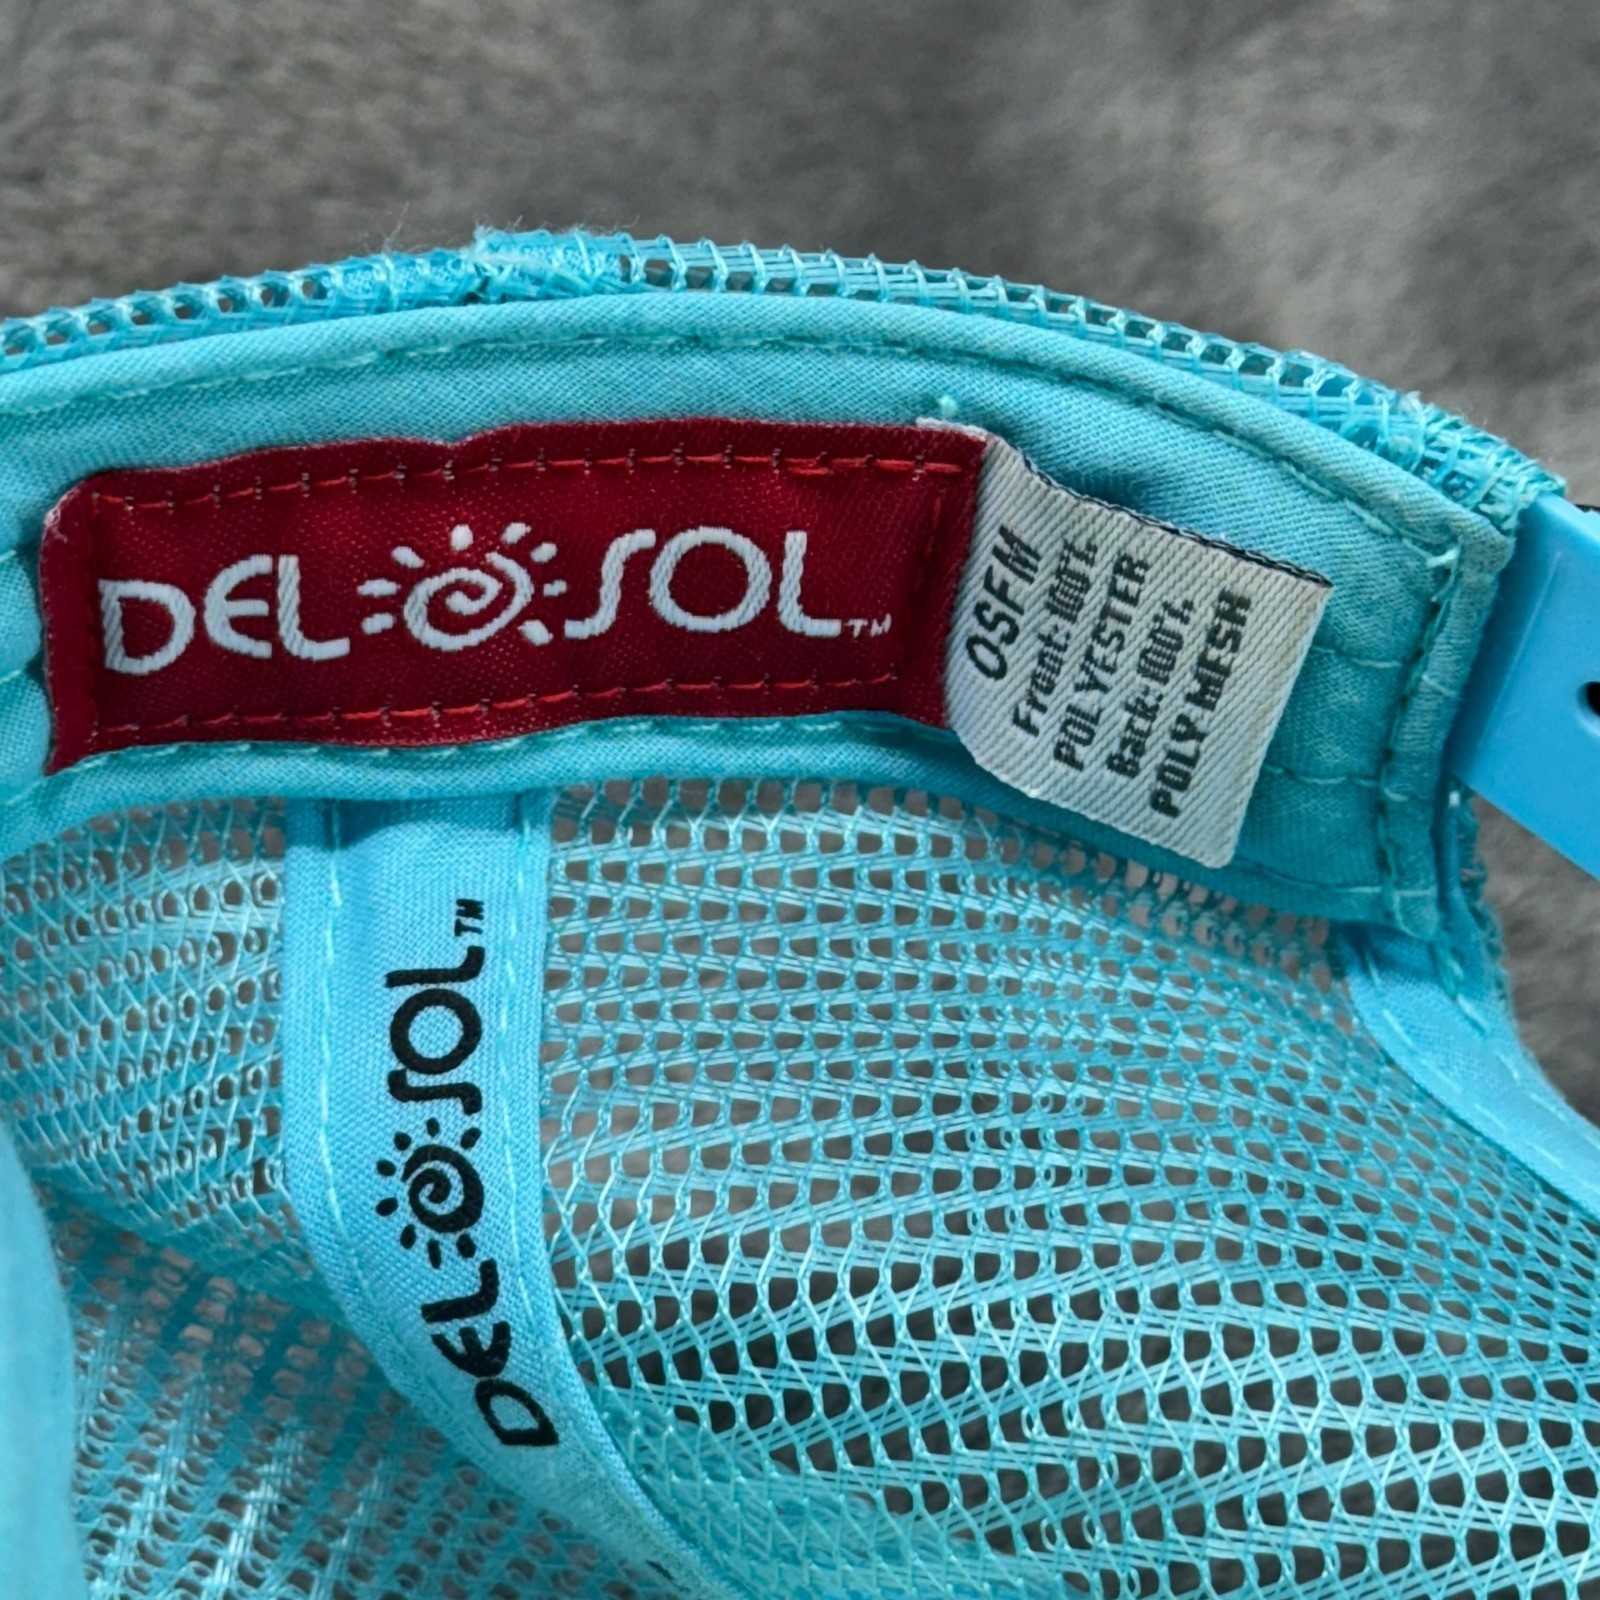 DEL SOL™
OSFM
Front: 100%
POLYESTER
Back: 100%
POLY MESH
DEL SOL™